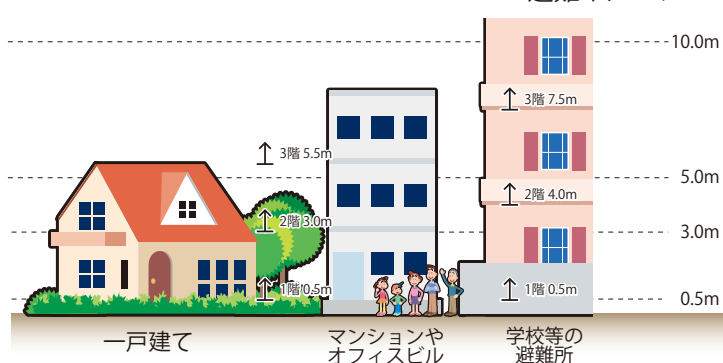 10.0m
3階 7.5m
3階 5.5m
5.0m
2階 4.0m
2階 3.0m
3.0m
1階 0.5m
1階 0.5m
0.5m
一戸建て
マンションや
オフィスビル
学校等の
避難所